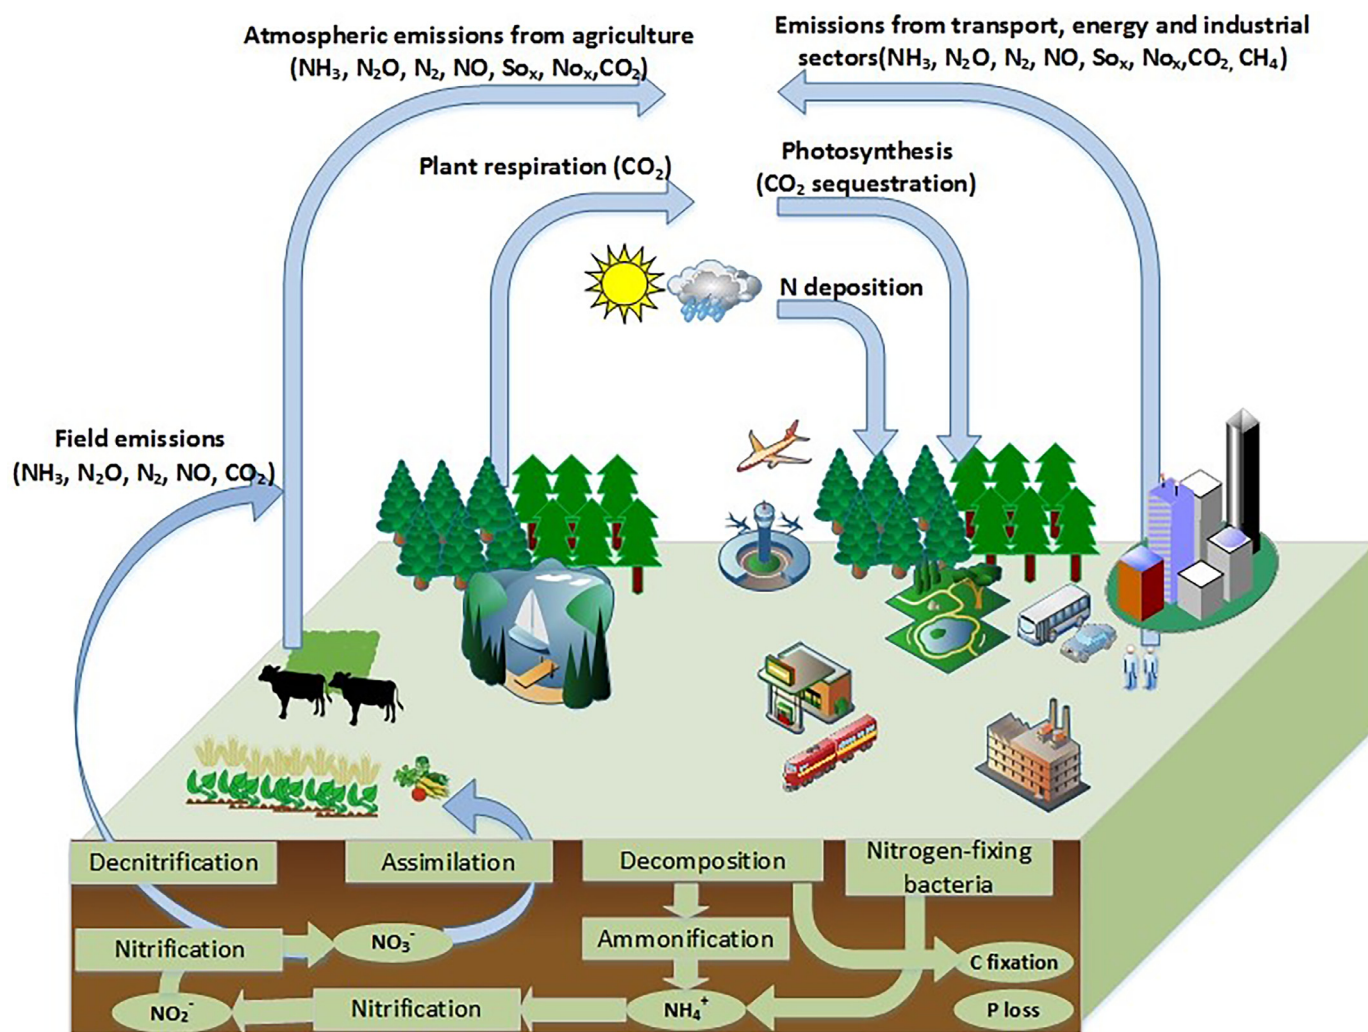 Atmospheric emissions from agriculture
(NH₃, N₂O, N₂, NO, Soₓ, Noₓ,CO₂)
Emissions from transport, energy and industrial
sectors(NH₃, N₂O, N₂, NO, Soₓ, Noₓ,CO₂, CH₄)
Plant respiration (CO₂)
Photosynthesis
(CO₂ sequestration)
N deposition
Field emissions
(NH₃, N₂O, N₂, NO, CO₂)
Decnitrification
Assimilation
Decomposition
Nitrogen-fixing
bacteria
Nitrification
NO₃⁻
Ammonification
C fixation
NO₂⁻
Nitrification
NH₄⁺
P loss